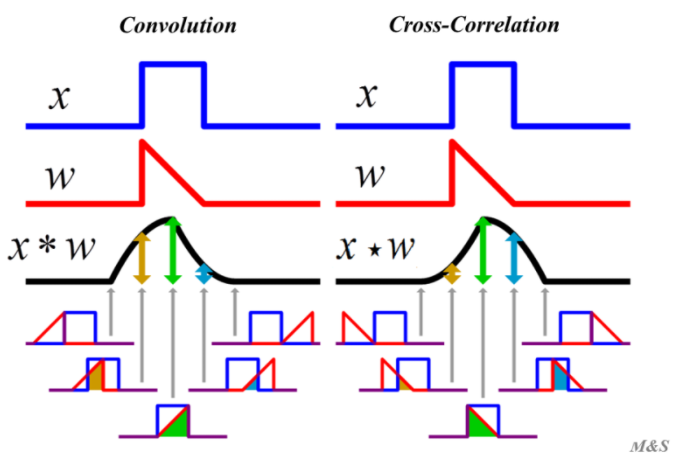 Convolution
Cross-Correlation
x
x
w
w
x * w
x ⋆ w
M&S